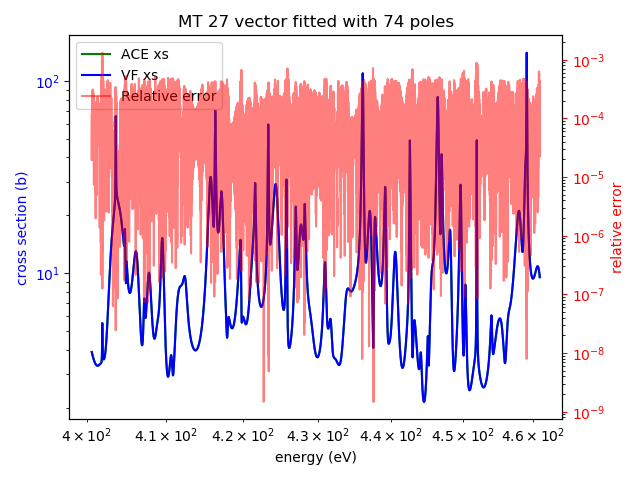 MT 27 vector fitted with 74 poles
ACE xs
VF xs
Relative error
cross section (b)
10²
10¹
relative error
10⁻³
10⁻⁴
10⁻⁵
10⁻⁶
10⁻⁷
10⁻⁸
10⁻⁹
4 × 10² 4.1 × 10² 4.2 × 10² 4.3 × 10² 4.4 × 10² 4.5 × 10² 4.6 × 10²
energy (eV)